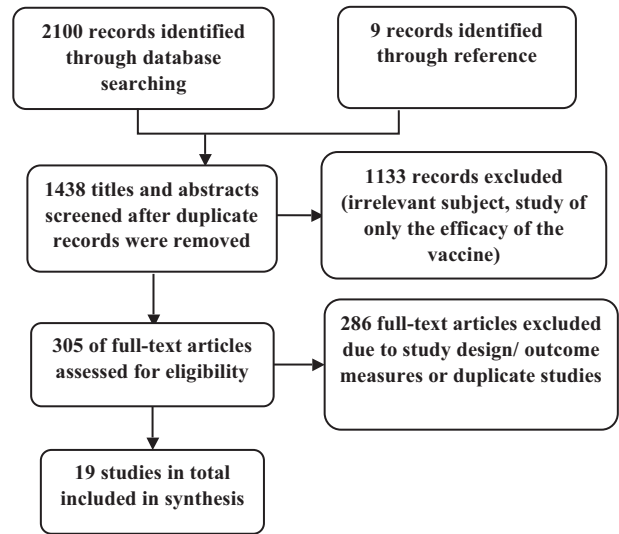 2100 records identified
through database
searching
9 records identified
through reference
1438 titles and abstracts
screened after duplicate
records were removed
1133 records excluded
(irrelevant subject, study of
only the efficacy of the
vaccine)
305 of full-text articles
assessed for eligibility
286 full-text articles excluded
due to study design/ outcome
measures or duplicate studies
19 studies in total
included in synthesis